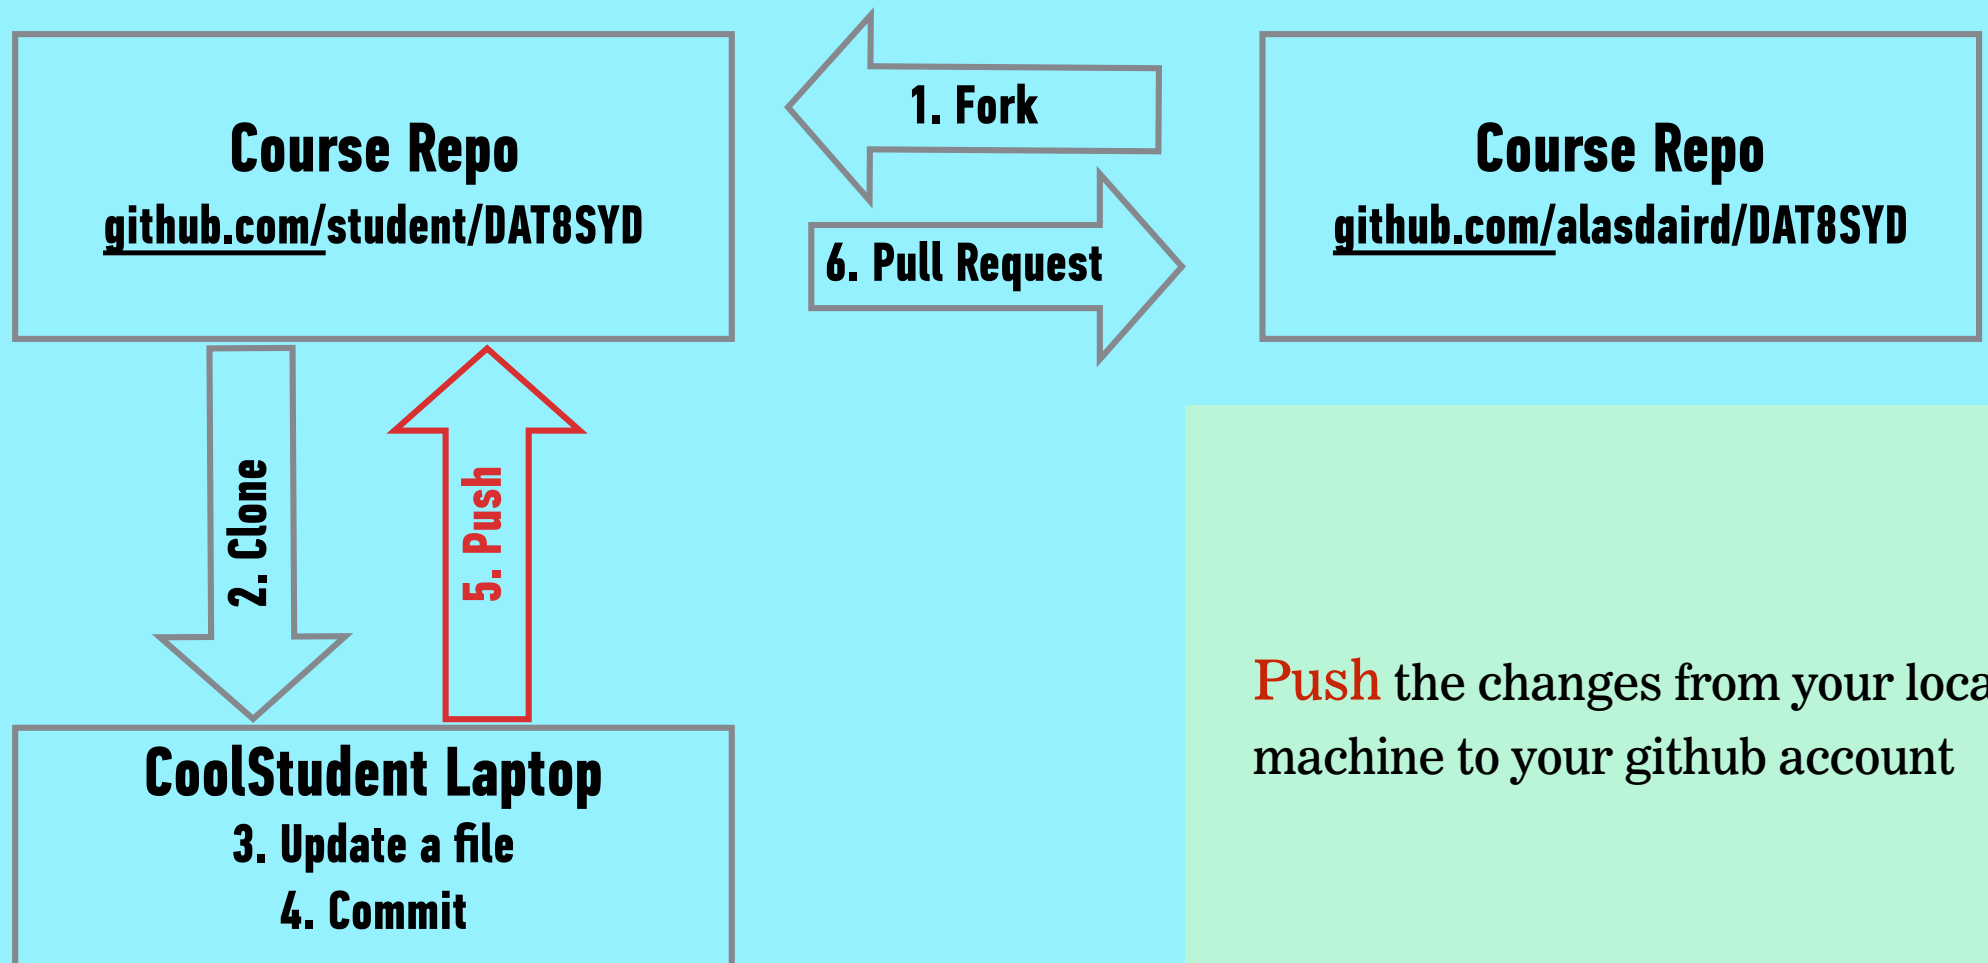 Course Repo
github.com/student/DAT8SYD
1. Fork
6. Pull Request
Course Repo
github.com/alasdaird/DAT8SYD
2. Clone
5. Push
CoolStudent Laptop
3. Update a file
4. Commit
Push the changes from your loca
machine to your github account